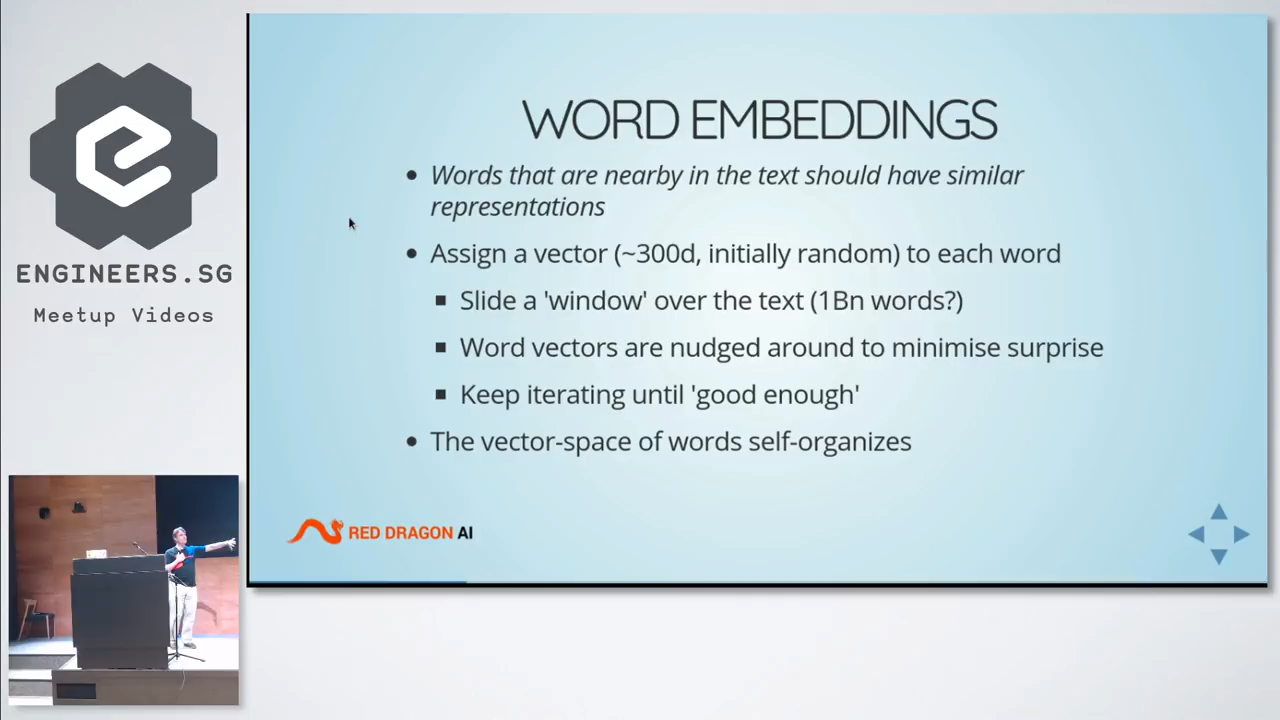 ENGINEERS.SG
Meetup Videos
WORD EMBEDDINGS
Words that are nearby in the text should have similar
representations
Assign a vector (~300d, initially random) to each word
Slide a 'window' over the text (1Bn words?)
Word vectors are nudged around to minimise surprise
Keep iterating until 'good enough'
The vector-space of words self-organizes
RED DRAGON AI